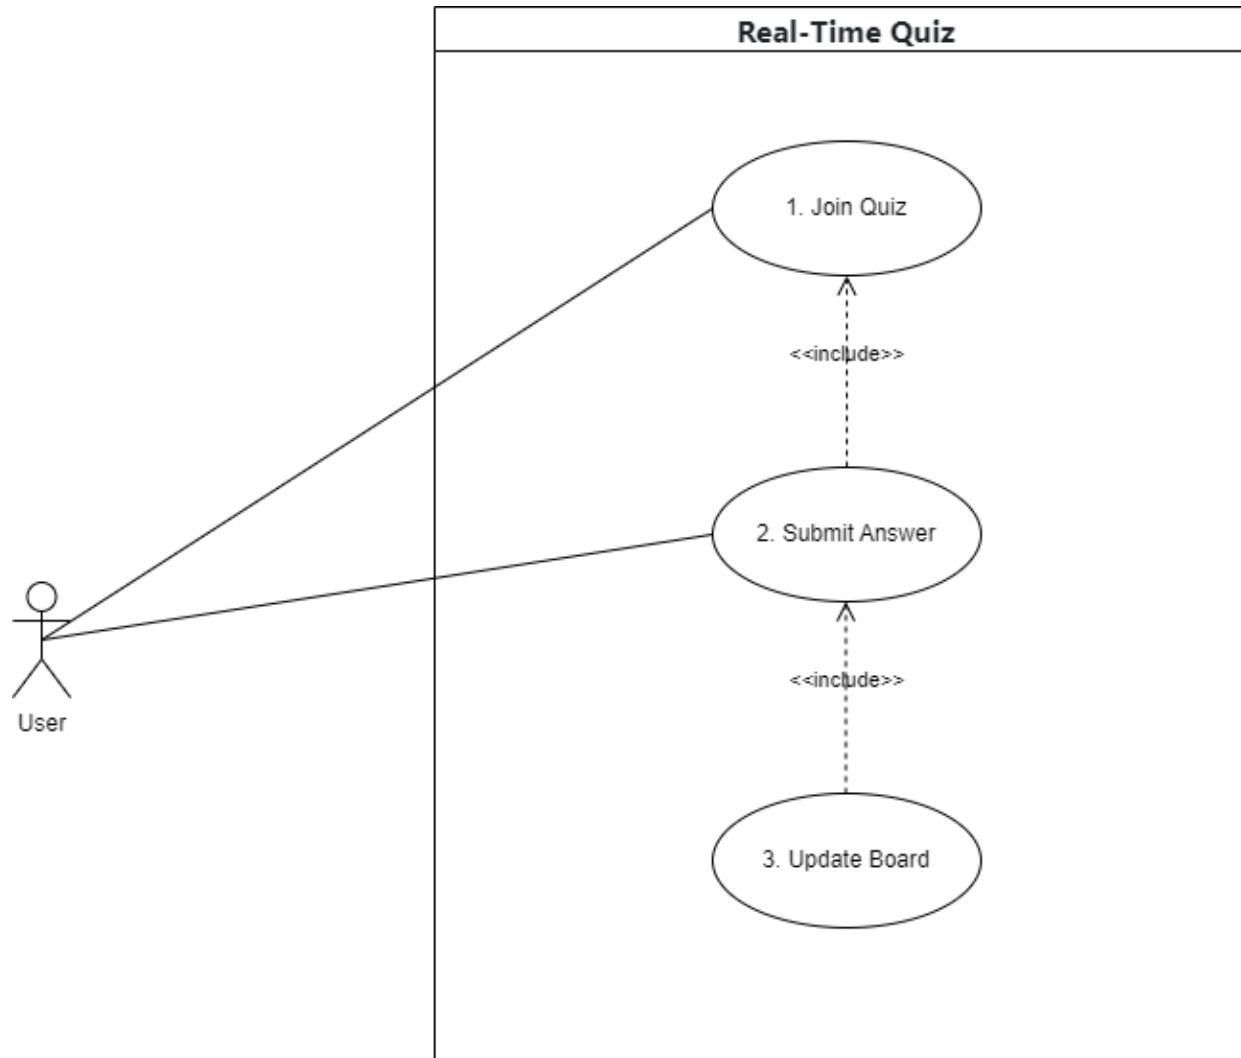 Real-Time Quiz
1. Join Quiz
<<include>>
2. Submit Answer
<<include>>
User
3. Update Board